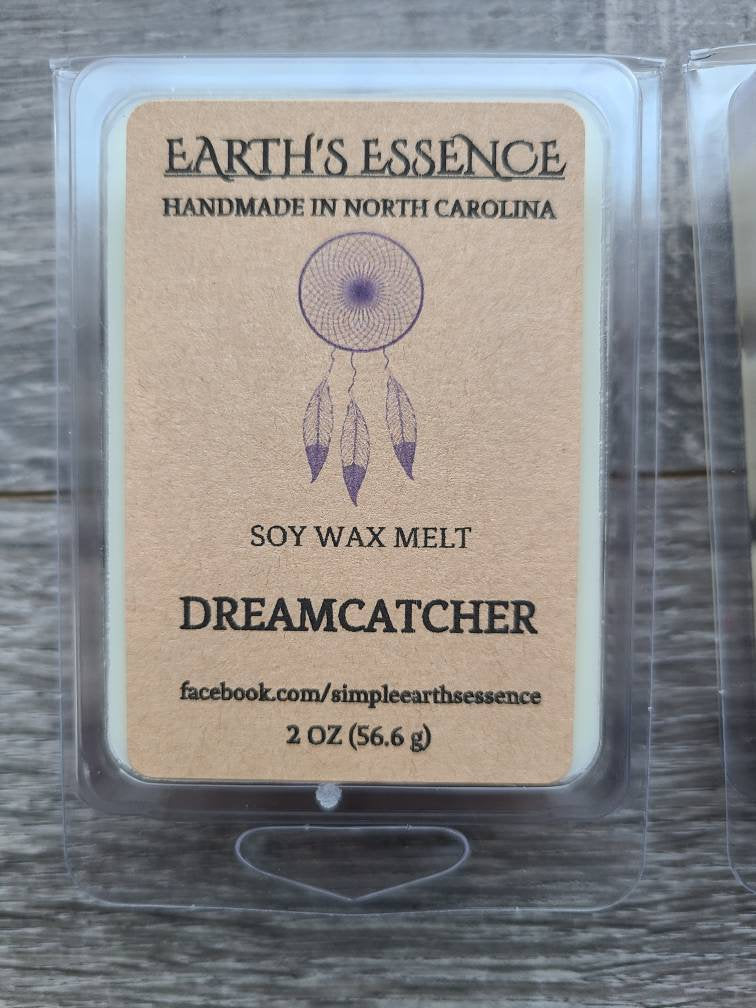 EARTH'S ESSENCE
HANDMADE IN NORTH CAROLINA
SOY WAX MELT
DREAMCATCHER
facebook.com/simpleearthsessence
2 OZ (56.6 g)